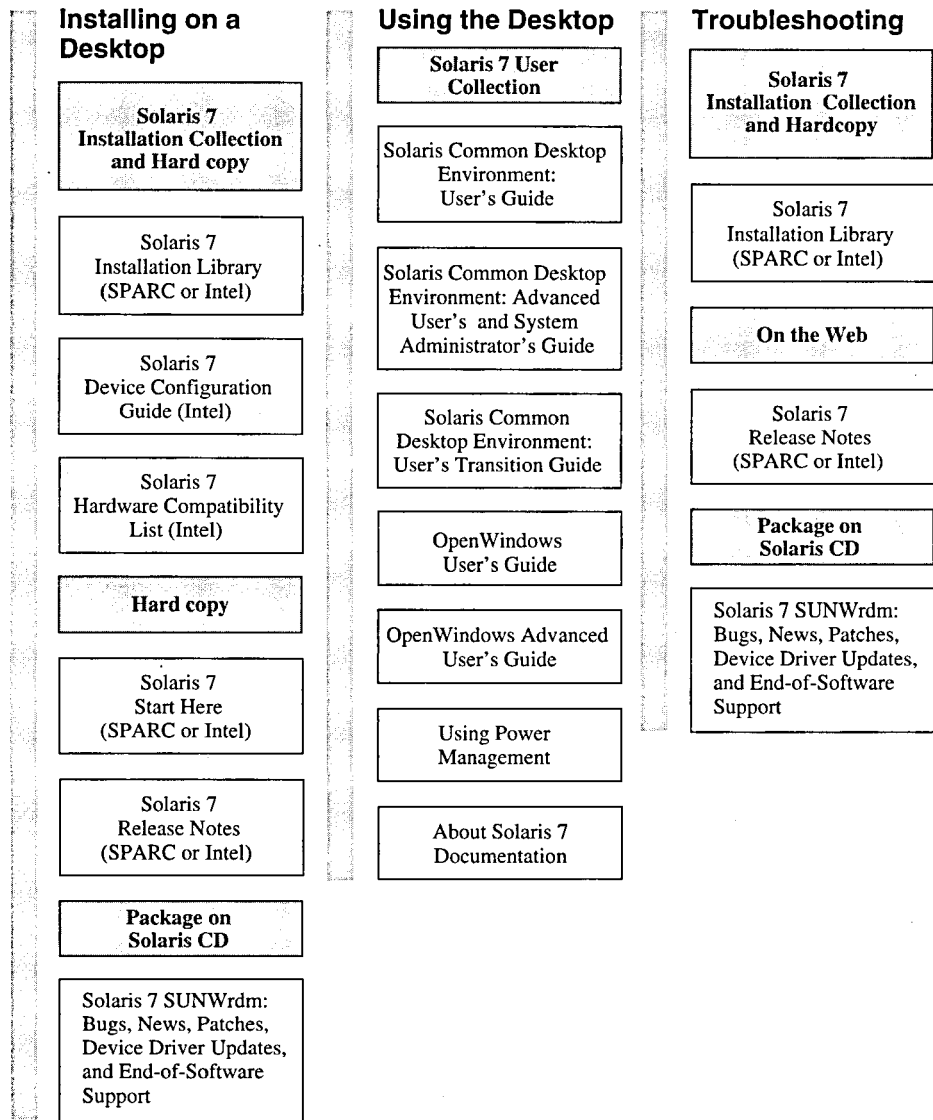 Installing on a
Desktop
Solaris 7
Installation Collection
and Hard copy
Solaris 7
Installation Library
(SPARC or Intel)
Solaris 7
Device Configuration
Guide (Intel)
Solaris 7
Hardware Compatibility
List (Intel)
Hard copy
Solaris 7
Start Here
(SPARC or Intel)
Solaris 7
Release Notes
(SPARC or Intel)
Package on
Solaris CD
Solaris 7 SUNWrdm:
Bugs, News, Patches,
Device Driver Updates,
and End-of-Software
Support
Using the Desktop
Solaris 7 User
Collection
Solaris Common Desktop
Environment:
User's Guide
Solaris Common Desktop
Environment: Advanced
User's and System
Administrator's Guide
Solaris Common
Desktop Environment:
User's Transition Guide
OpenWindows
User's Guide
OpenWindows Advanced
User's Guide
Using Power
Management
About Solaris 7
Documentation
Troubleshooting
Solaris 7
Installation Collection
and Hardcopy
Solaris 7
Installation Library
(SPARC or Intel)
On the Web
Solaris 7
Release Notes
(SPARC or Intel)
Package on
Solaris CD
Solaris 7 SUNWrdm:
Bugs, News, Patches,
Device Driver Updates,
and End-of-Software
Support